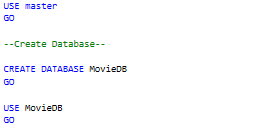 USE master
GO
--Create Database--
CREATE DATABASE MovieDB
GO
USE MovieDB
GO